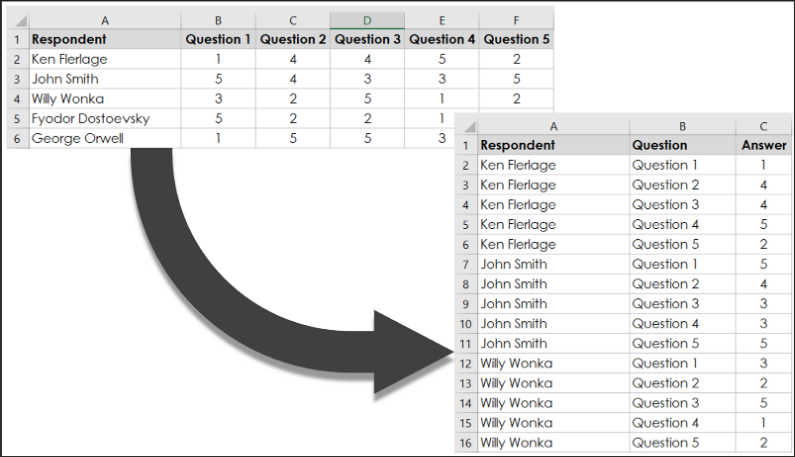 A B C D E F
1 Respondent Question 1 Question 2 Question 3 Question 4 Question 5
2 Ken Flerlage 1 4 4 5 2
3 John Smith 5 4 3 3 5
4 Willy Wonka 3 2 5 1 2
5 Fyodor Dostoevsky 5 2 2 1
6 George Orwell 1 5 5 3
A B C
1 Respondent Question Answer
2 Ken Flerlage Question 1 1
3 Ken Flerlage Question 2 4
4 Ken Flerlage Question 3 4
5 Ken Flerlage Question 4 5
6 Ken Flerlage Question 5 2
7 John Smith Question 1 5
8 John Smith Question 2 4
9 John Smith Question 3 3
10 John Smith Question 4 3
11 John Smith Question 5 5
12 Willy Wonka Question 1 3
13 Willy Wonka Question 2 2
14 Willy Wonka Question 3 5
15 Willy Wonka Question 4 1
16 Willy Wonka Question 5 2